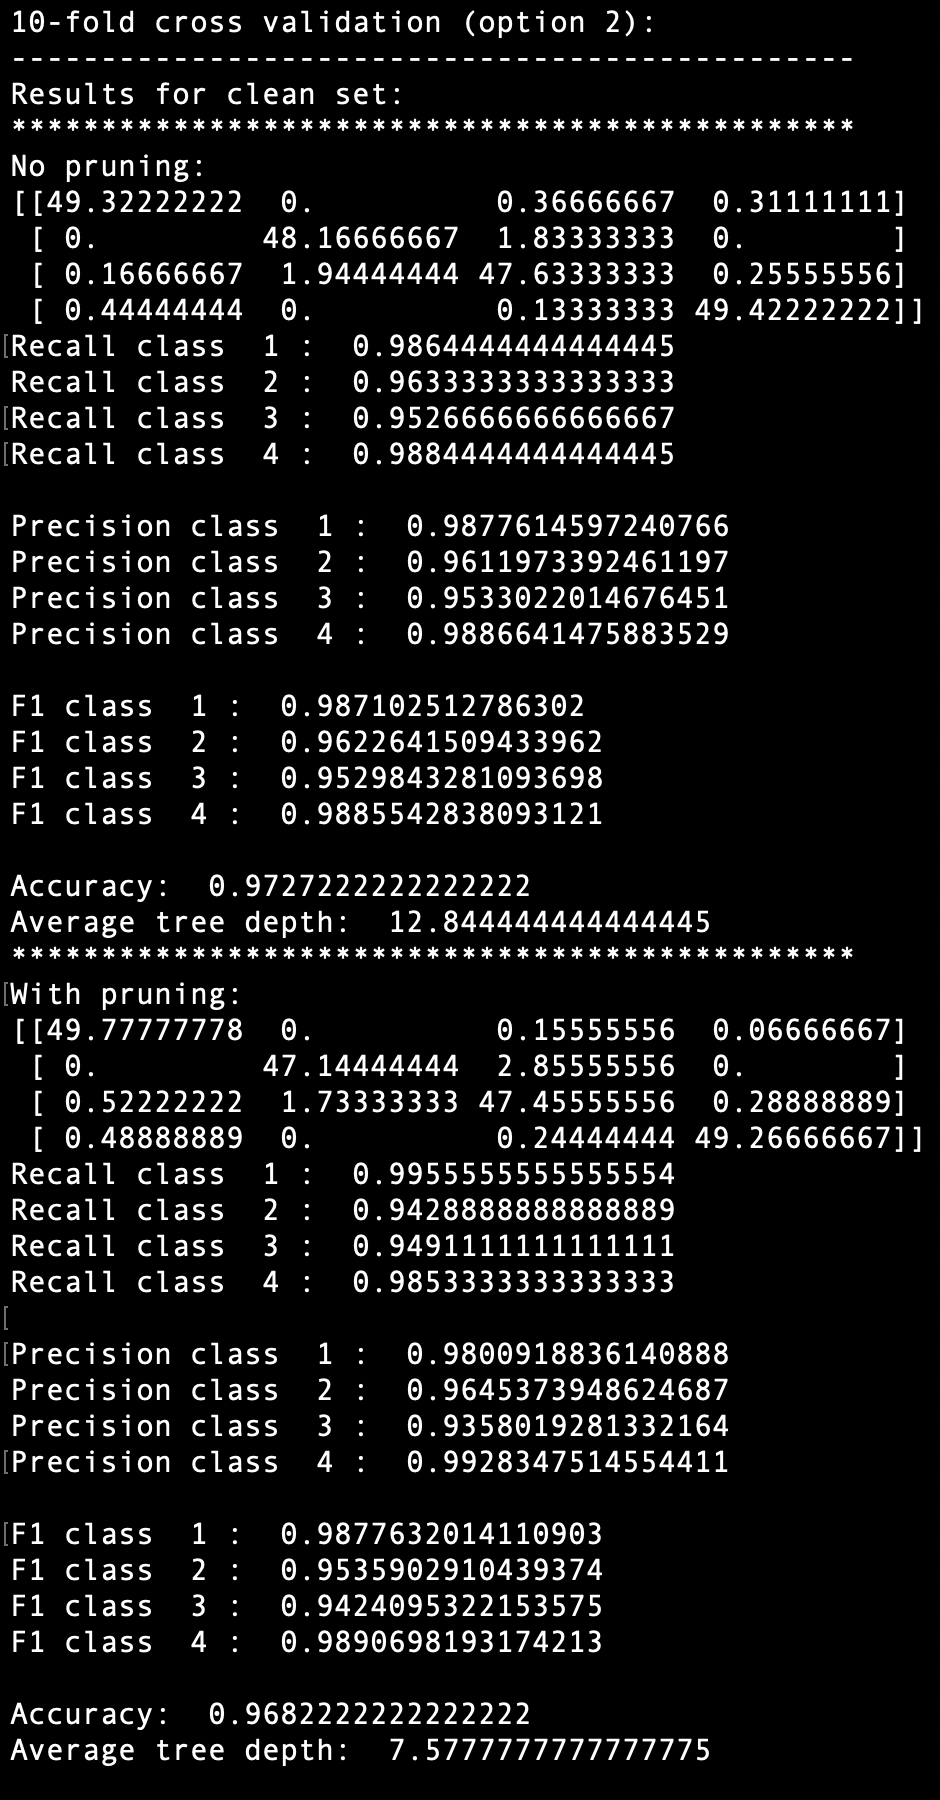 10-fold cross validation (option 2):
-----------------------------------------------
Results for clean set:
***********************************************
No pruning:
[[49.32222222  0.          0.36666667  0.31111111]
 [ 0.         48.16666667  1.83333333  0.        ]
 [ 0.16666667  1.94444444 47.63333333  0.25555556]
 [ 0.44444444  0.          0.13333333 49.42222222]]
Recall class  1 :  0.9864444444444445
Recall class  2 :  0.9633333333333333
Recall class  3 :  0.9526666666666667
Recall class  4 :  0.9884444444444445

Precision class  1 :  0.9877614597240766
Precision class  2 :  0.9611973392461197
Precision class  3 :  0.9533022014676451
Precision class  4 :  0.9886641475883529

F1 class  1 :  0.987102512786302
F1 class  2 :  0.9622641509433962
F1 class  3 :  0.9529843281093698
F1 class  4 :  0.9885542838093121

Accuracy:  0.9727222222222222
Average tree depth:  12.844444444444445
***********************************************
With pruning:
[[49.77777778  0.          0.15555556  0.06666667]
 [ 0.         47.14444444  2.85555556  0.        ]
 [ 0.52222222  1.73333333 47.45555556  0.28888889]
 [ 0.48888889  0.          0.24444444 49.26666667]]
Recall class  1 :  0.9955555555555554
Recall class  2 :  0.9428888888888889
Recall class  3 :  0.9491111111111111
Recall class  4 :  0.9853333333333333

Precision class  1 :  0.9800918836140888
Precision class  2 :  0.9645373948624687
Precision class  3 :  0.9358019281332164
Precision class  4 :  0.9928347514554411

F1 class  1 :  0.9877632014110903
F1 class  2 :  0.9535902910439374
F1 class  3 :  0.9424095322153575
F1 class  4 :  0.9890698193174213

Accuracy:  0.9682222222222222
Average tree depth:  7.5777777777777775